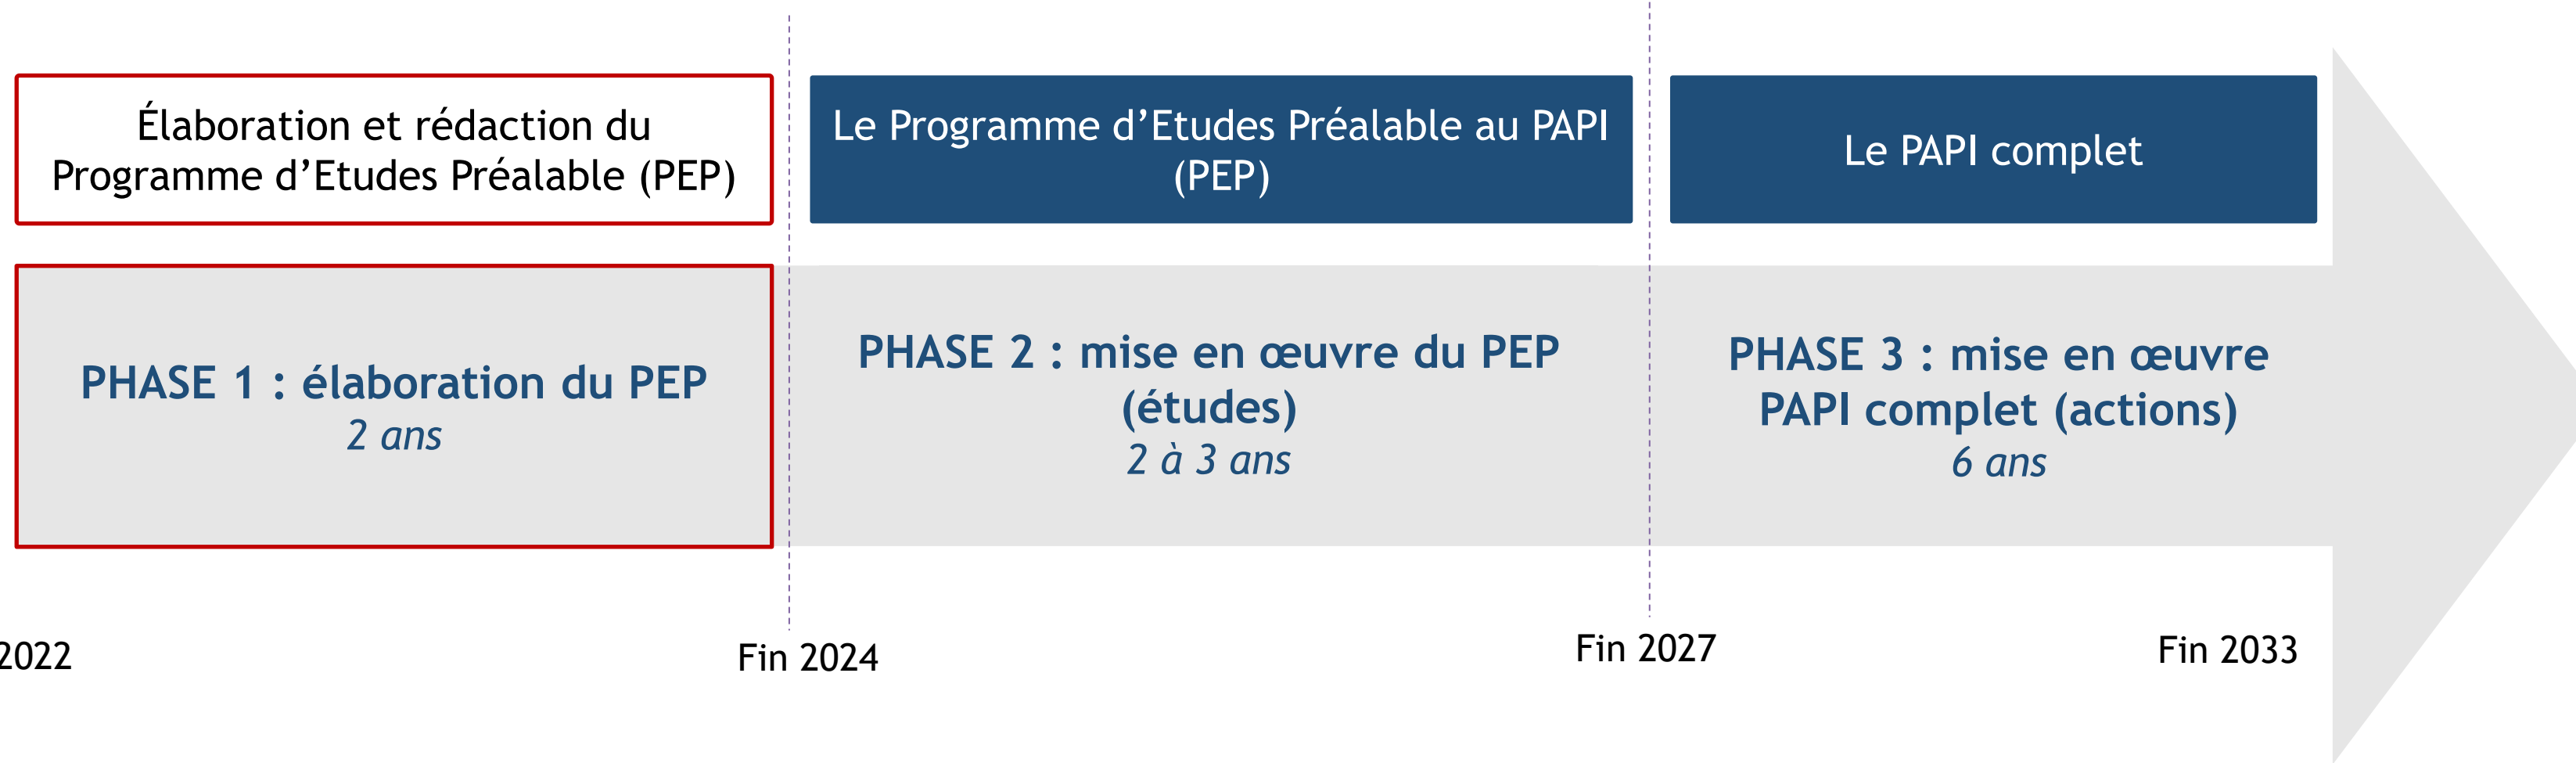 Élaboration et rédaction du
Programme d’Etudes Préalable (PEP)
Le Programme d’Etudes Préalable au PAPI
(PEP)
Le PAPI complet
PHASE 1 : élaboration du PEP
2 ans
PHASE 2 : mise en œuvre du PEP
(études)
2 à 3 ans
PHASE 3 : mise en œuvre
PAPI complet (actions)
6 ans
2022
Fin 2024
Fin 2027
Fin 2033